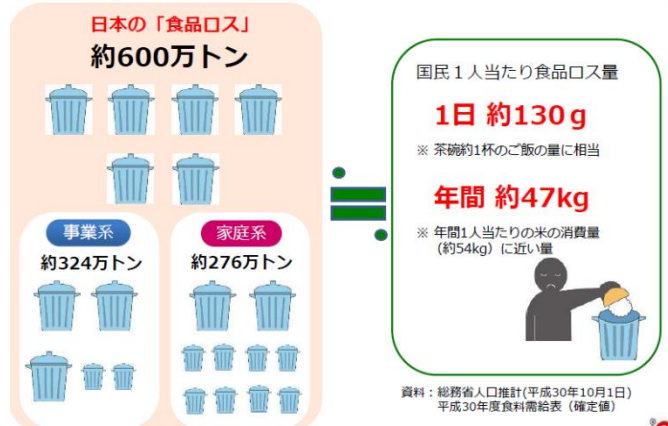 日本の「食品ロス」
約600万トン
事業系
約324万トン
家庭系
約276万トン
国民1人当たり食品ロス量
1日 約130g
※ 茶碗約1杯のご飯の量に相当
年間 約47kg
※ 年間1人当たりの米の消費量
(約54kg)に近い量
資料：総務省人口推計(平成30年10月1日)
平成30年度食料需給表（確定値）